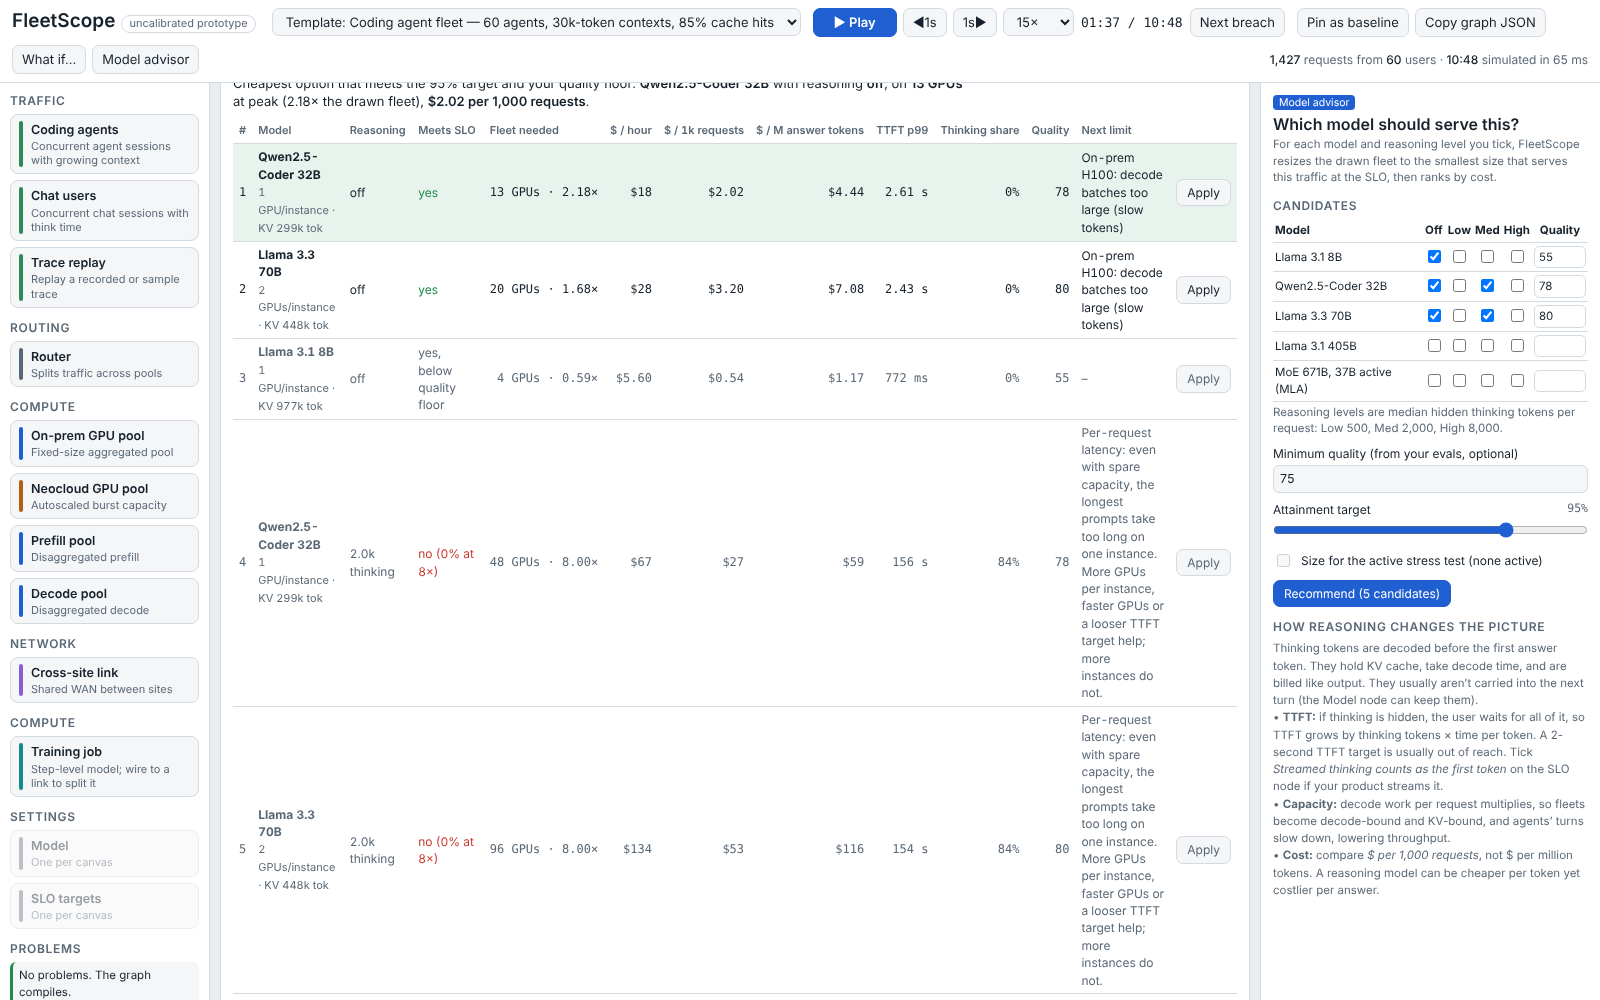 FleetScope
uncalibrated prototype
Template: Coding agent fleet — 60 agents, 30k-token contexts, 85% cache hits
▶ Play
◀1s
1s▶
15×
01:37 / 10:48
Next breach
Pin as baseline
Copy graph JSON
What if...
Model advisor
1,427 requests from 60 users · 10:48 simulated in 65 ms
TRAFFIC
Coding agents
Concurrent agent sessions
with growing context
Chat users
Concurrent chat sessions with
think time
Trace replay
Replay a recorded or sample
trace
ROUTING
Router
Splits traffic across pools
COMPUTE
On-prem GPU pool
Fixed-size aggregated pool
Neocloud GPU pool
Autoscaled burst capacity
Prefill pool
Disaggregated prefill
Decode pool
Disaggregated decode
NETWORK
Cross-site link
Shared WAN between sites
COMPUTE
Training job
Step-level model; wire to a
link to split it
SETTINGS
Model
One per canvas
SLO targets
One per canvas
PROBLEMS
No problems. The graph
compiles.
Cheapest option that meets the 95% target and your quality floor: Qwen2.5-Coder 32B with reasoning off, on 13 GPUs
at peak (2.18× the drawn fleet), $2.02 per 1,000 requests.
# Model Reasoning Meets SLO Fleet needed $ / hour $ / 1k requests $ / M answer tokens TTFT p99 Thinking share Quality Next limit
1
Qwen2.5-
Coder 32B
1
GPU/instance ·
KV 299k tok
off
yes
13 GPUs · 2.18×
$18
$2.02
$4.44
2.61 s
0%
78
On-prem
H100: decode
batches too
large (slow
tokens)
Apply
2
Llama 3.3
70B
2
GPUs/instance
· KV 448k tok
off
yes
20 GPUs · 1.68×
$28
$3.20
$7.08
2.43 s
0%
80
On-prem
H100: decode
batches too
large (slow
tokens)
Apply
3
Llama 3.1 8B
1
GPU/instance ·
KV 977k tok
off
yes,
below
quality
floor
4 GPUs · 0.59×
$5.60
$0.54
$1.17
772 ms
0%
55
–
Apply
4
Qwen2.5-
Coder 32B
1
GPU/instance ·
KV 299k tok
2.0k
thinking
no (0% at
8×)
48 GPUs · 8.00×
$67
$27
$59
156 s
84%
78
Per-request
latency: even
with spare
capacity, the
longest
prompts take
too long on
one instance.
More GPUs
per instance,
faster GPUs or
a looser TTFT
target help;
more
instances do
not.
Apply
5
Llama 3.3
70B
2
GPUs/instance
· KV 448k tok
2.0k
thinking
no (0% at
8×)
96 GPUs · 8.00×
$134
$53
$116
154 s
84%
80
Per-request
latency: even
with spare
capacity, the
longest
prompts take
too long on
one instance.
More GPUs
per instance,
faster GPUs or
a looser TTFT
target help;
more
instances do
not.
Apply
Model advisor
Which model should serve this?
For each model and reasoning level you tick, FleetScope
resizes the drawn fleet to the smallest size that serves
this traffic at the SLO, then ranks by cost.
CANDIDATES
Model Off Low Med High Quality
Llama 3.1 8B 55
Qwen2.5-Coder 32B 78
Llama 3.3 70B 80
Llama 3.1 405B
MoE 671B, 37B active
(MLA)
Reasoning levels are median hidden thinking tokens per
request: Low 500, Med 2,000, High 8,000.
Minimum quality (from your evals, optional)
75
Attainment target 95%
Size for the active stress test (none active)
Recommend (5 candidates)
HOW REASONING CHANGES THE PICTURE
Thinking tokens are decoded before the first answer
token. They hold KV cache, take decode time, and are
billed like output. They usually aren't carried into the next
turn (the Model node can keep them).
• TTFT: if thinking is hidden, the user waits for all of it, so
TTFT grows by thinking tokens × time per token. A 2-
second TTFT target is usually out of reach. Tick
Streamed thinking counts as the first token on the SLO
node if your product streams it.
• Capacity: decode work per request multiplies, so fleets
become decode-bound and KV-bound, and agents' turns
slow down, lowering throughput.
• Cost: compare $ per 1,000 requests, not $ per million
tokens. A reasoning model can be cheaper per token yet
costlier per answer.